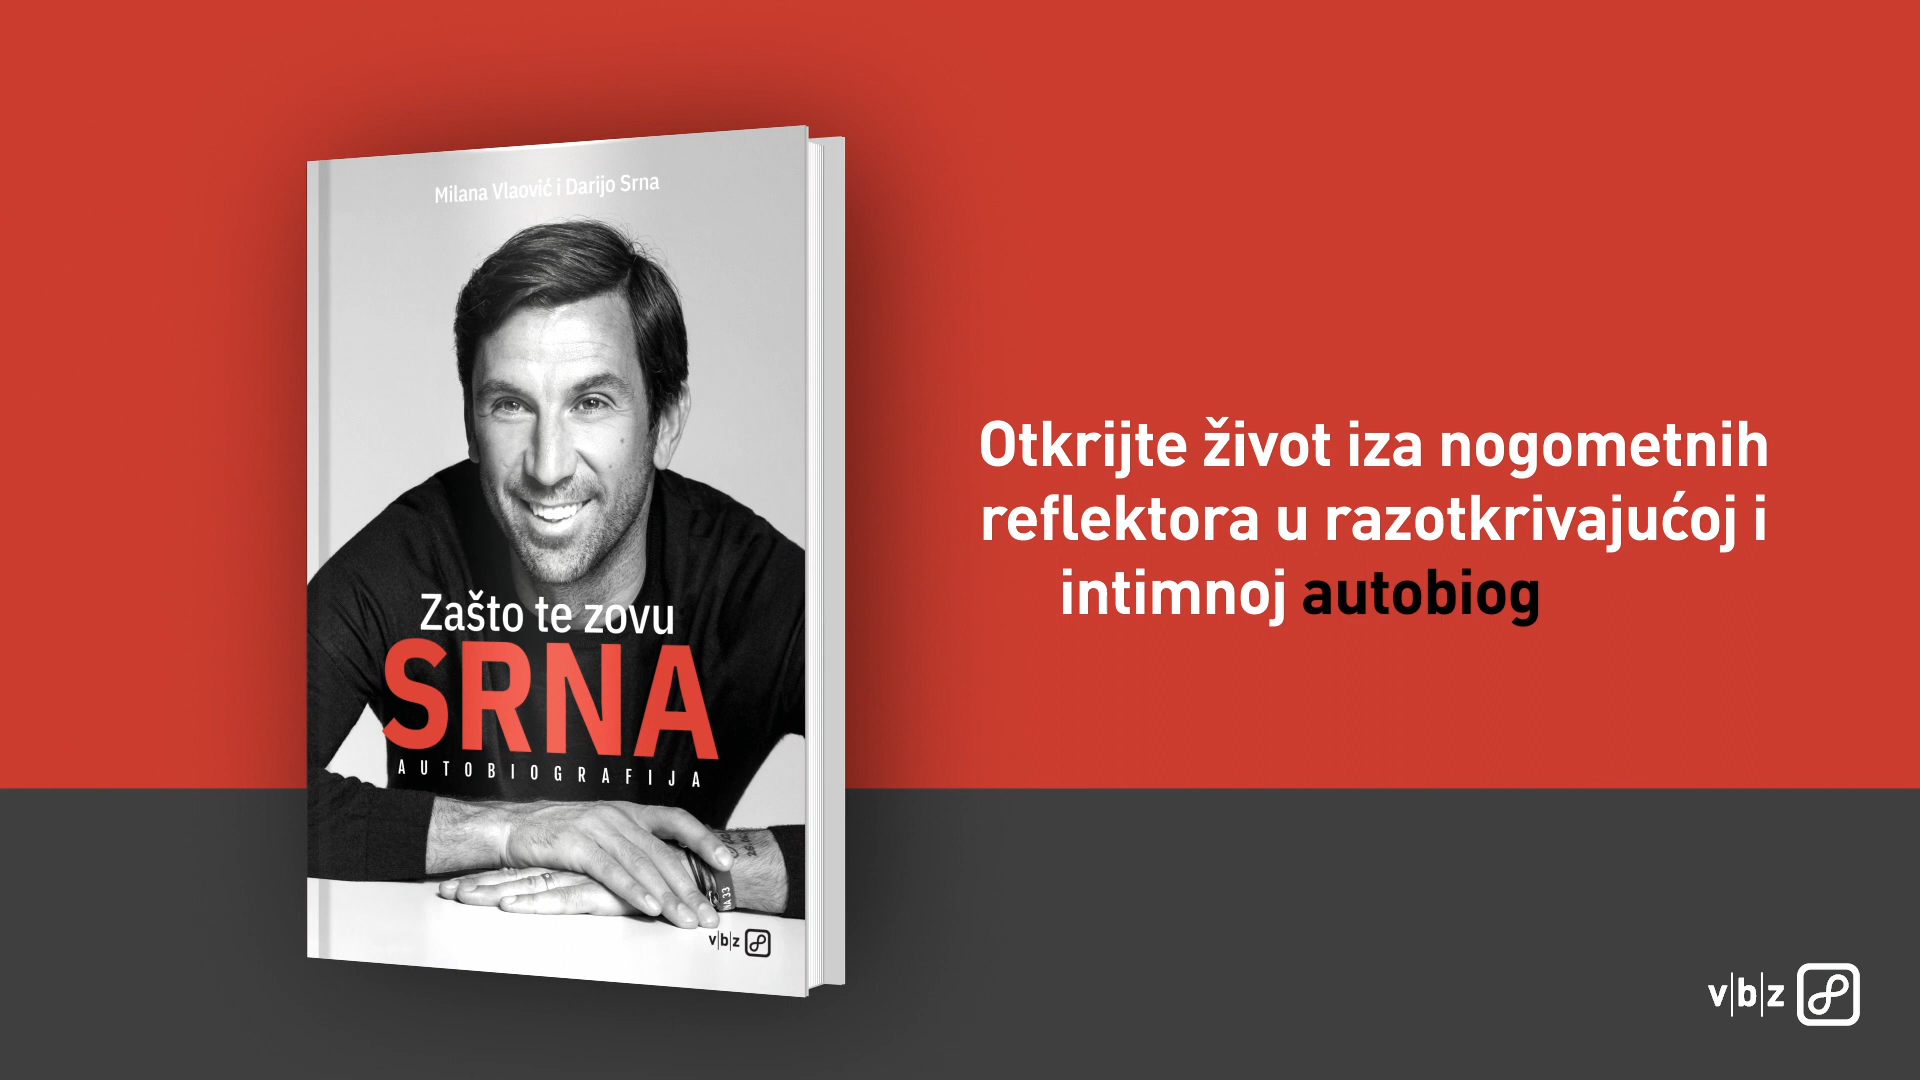 Milana Vlaović i Darijo Srna
Zašto te zovu
SRNA
AUTOBIOGRAFIJA
v|b|z
Otkrijte život iza nogometnih
reflektora u razotkrivajućoj i
intimnoj autobiog
v|b|z